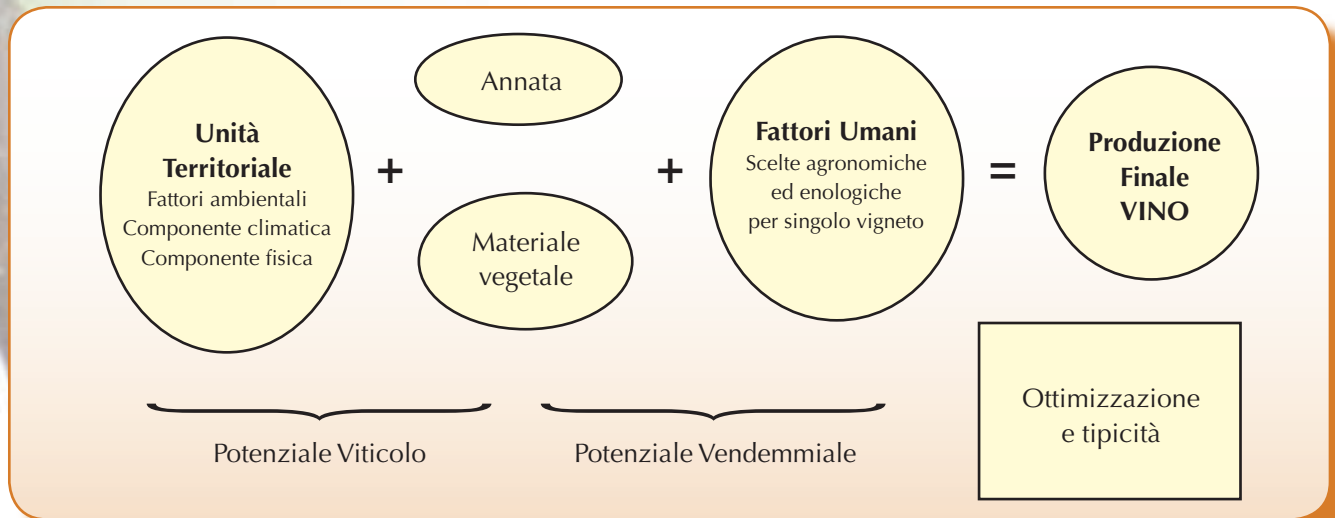 Unità
Territoriale
Fattori ambientali
Componente climatica
Componente fisica
+
Annata
Materiale
vegetale
+
Fattori Umani
Scelte agronomiche
ed enologiche
per singolo vigneto
=
Produzione
Finale
VINO
Potenziale Viticolo
Potenziale Vendemmiale
Ottimizzazione
e tipicità